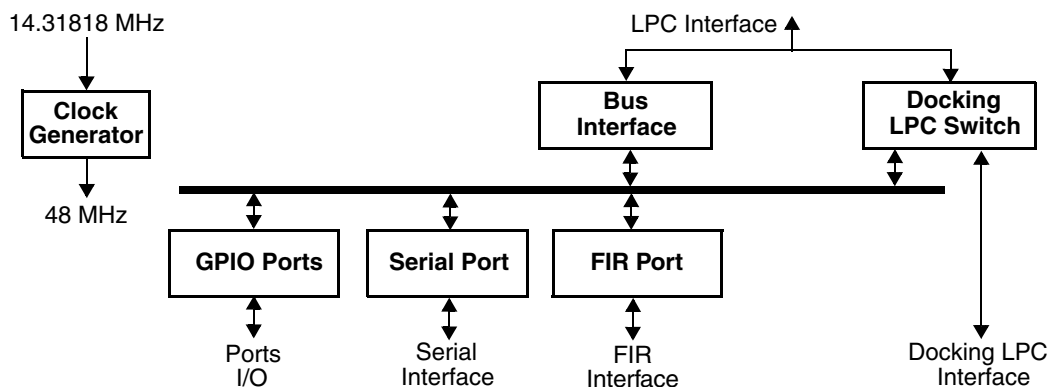 14.31818 MHz
LPC Interface
Clock
Generator
Bus
Interface
Docking
LPC Switch
48 MHz
GPIO Ports
Serial Port
FIR Port
Ports
I/O
Serial
Interface
FIR
Interface
Docking LPC
Interface